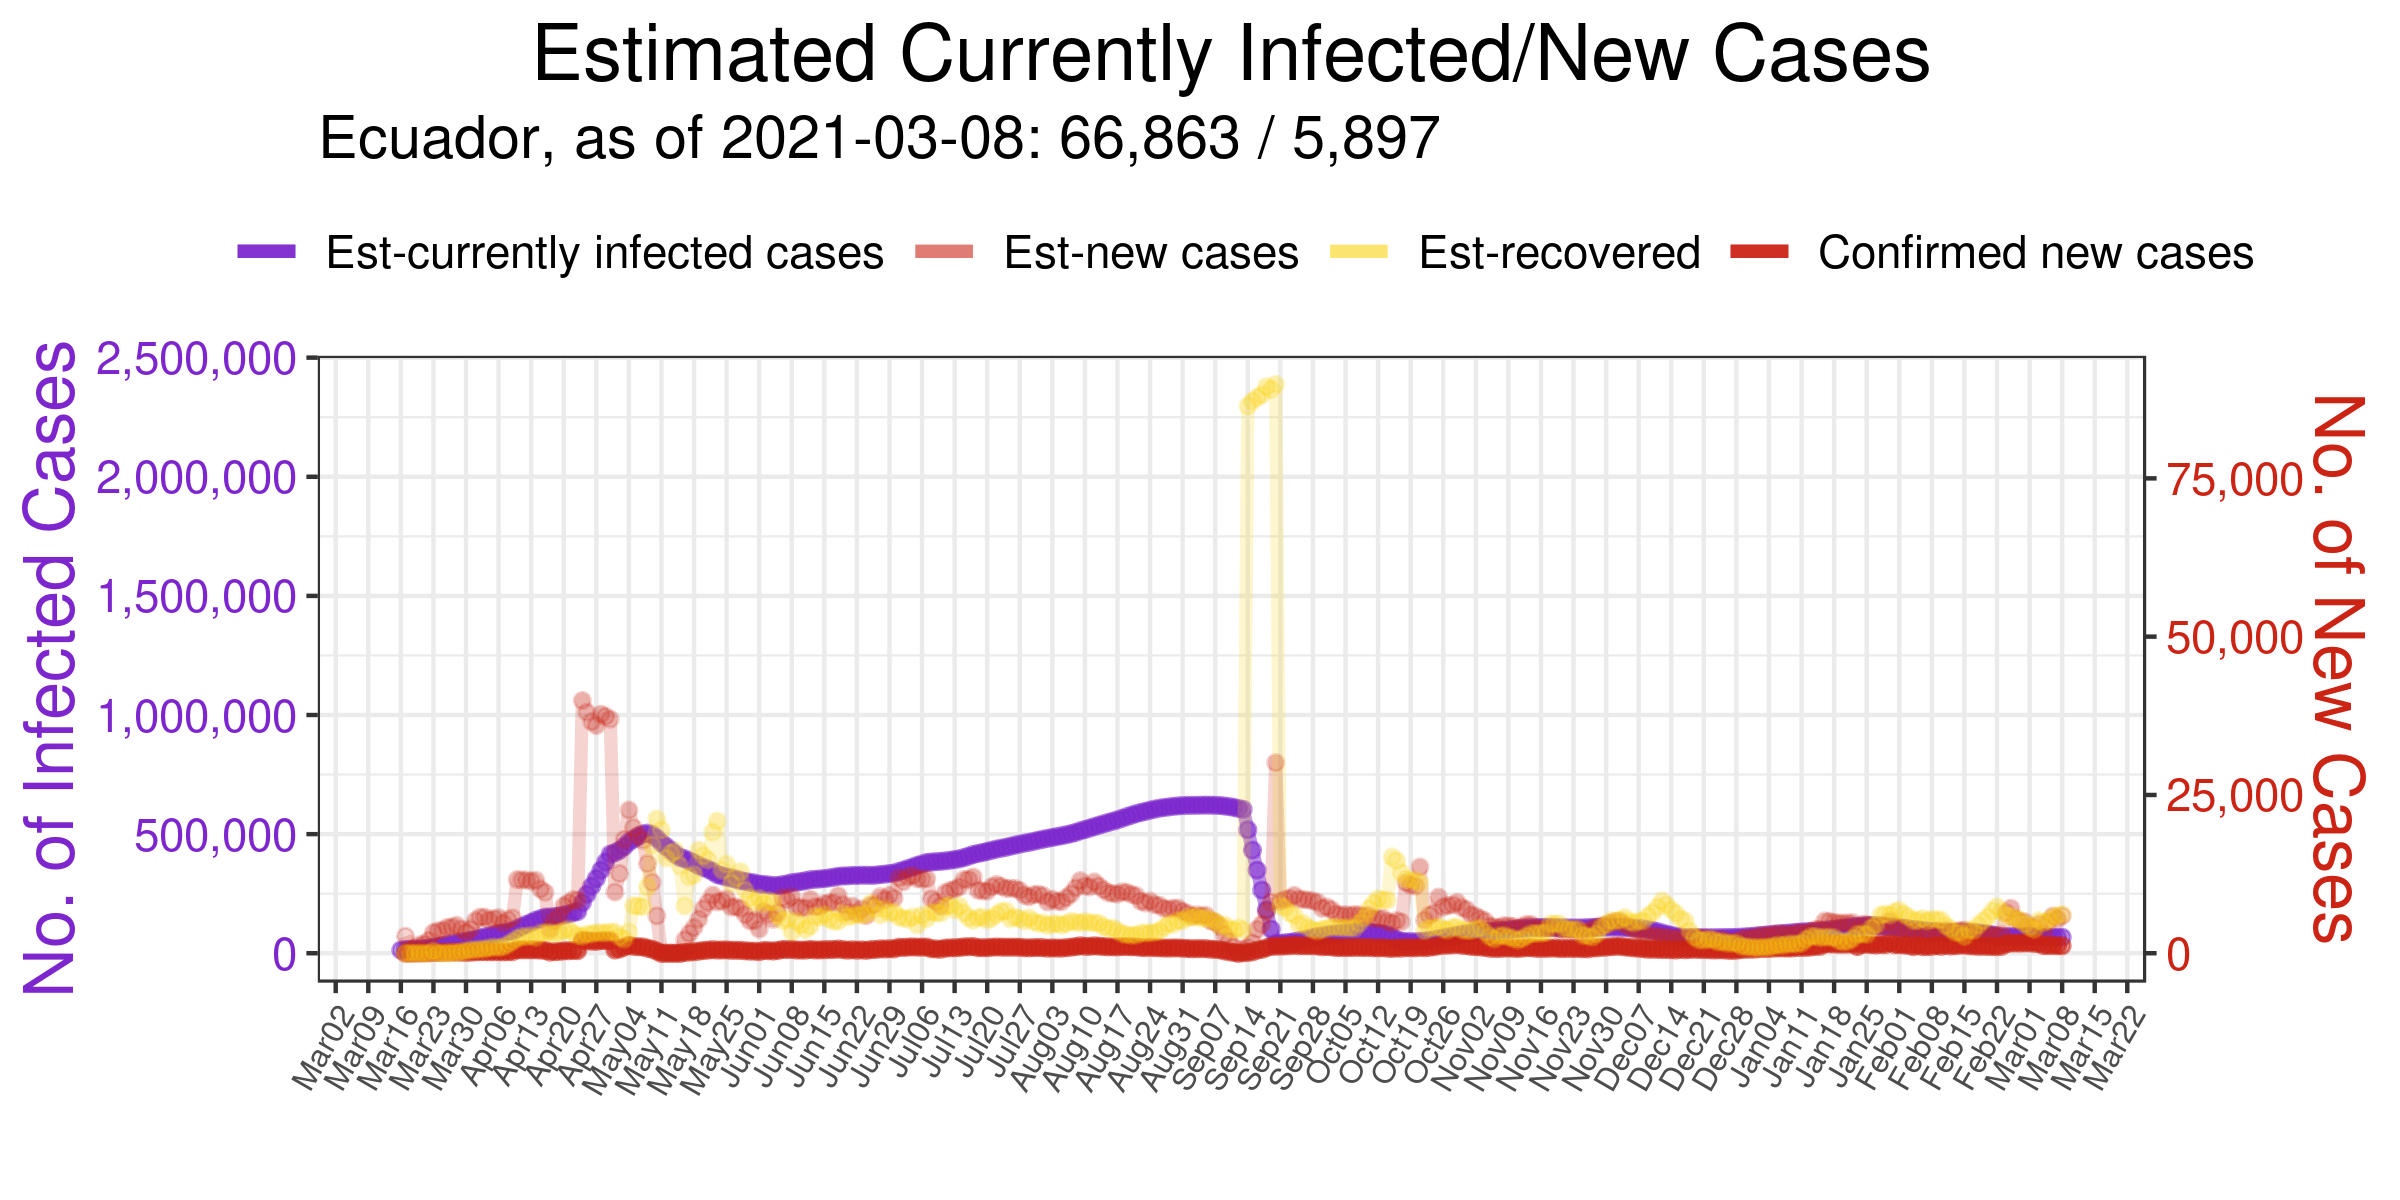 Estimated Currently Infected/New Cases
Ecuador, as of 2021-03-08: 66,863 / 5,897
Est-currently infected cases Est-new cases Est-recovered Confirmed new cases
No. of Infected Cases
2,500,000
2,000,000
1,500,000
1,000,000
500,000
0
75,000
50,000
25,000
0
No. of New Cases
Mar02 Mar09 Mar16 Mar23 Mar30 Apr06 Apr13 Apr20 Apr27 May04 May11 May18 May25 Jun01 Jun08 Jun15 Jun22 Jun29 Jul06 Jul13 Jul20 Jul27 Aug03 Aug10 Aug17 Aug24 Aug31 Sep07 Sep14 Sep21 Sep28 Oct05 Oct12 Oct19 Oct26 Nov02 Nov09 Nov16 Nov23 Nov30 Dec07 Dec14 Dec21 Dec28 Jan04 Jan11 Jan18 Jan25 Feb01 Feb08 Feb15 Feb22 Mar01 Mar08 Mar15 Mar22